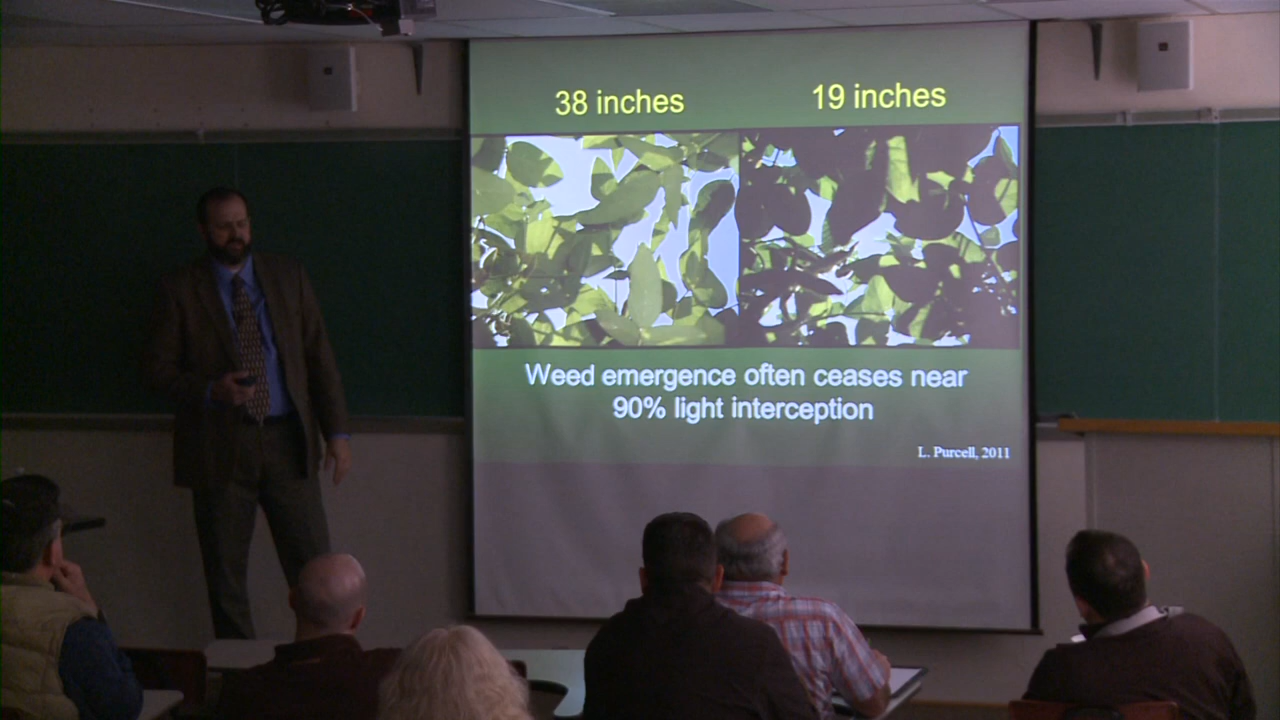 38 inches
19 inches
Weed emergence often ceases near
90% light interception
L. Purcell, 2011